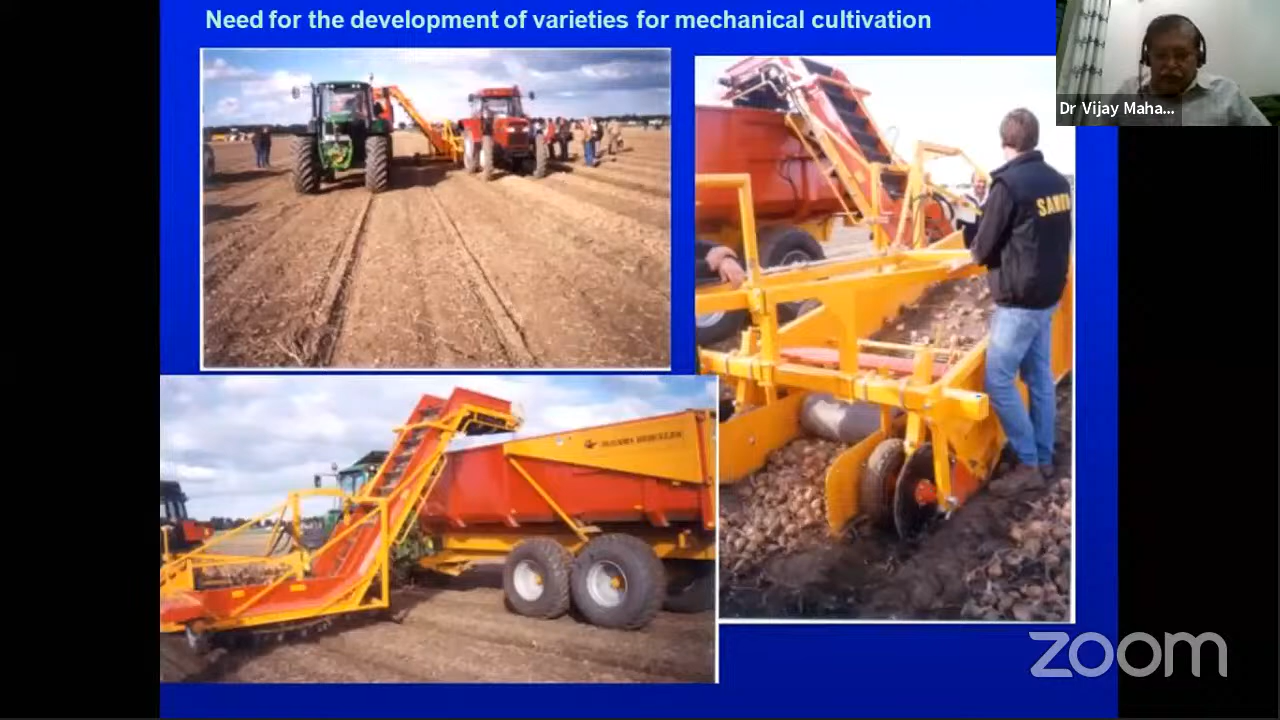 Need for the development of varieties for mechanical cultivation
Dr Vijay Maha...
zoom